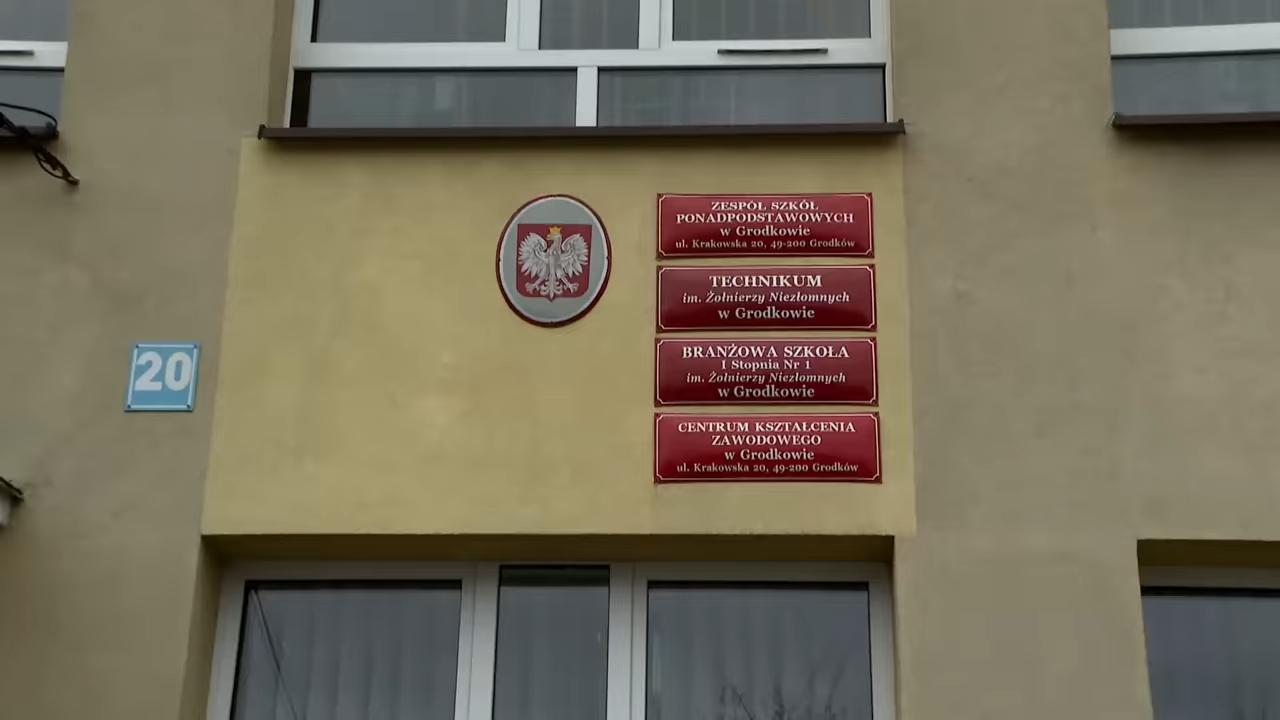 20
ZESPÓŁ SZKÓŁ
PONADPODSTAWOWYCH
w Grodkowie
ul. Krakowska 20, 49-200 Grodków
TECHNIKUM
im. Żołnierzy Niezłomnych
w Grodkowie
BRANŻOWA SZKOŁA
I Stopnia Nr 1
im. Żołnierzy Niezłomnych
w Grodkowie
CENTRUM KSZTAŁCENIA
ZAWODOWEGO
w Grodkowie
ul. Krakowska 20, 49-200 Grodków